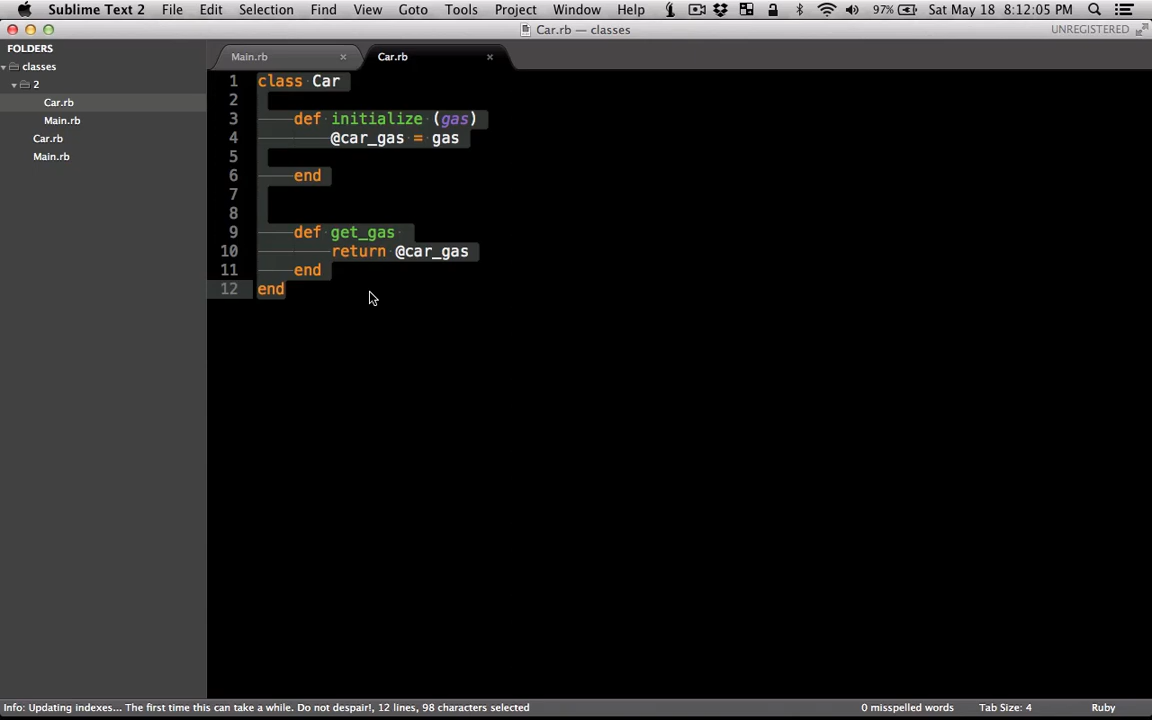 Sublime Text 2 File Edit Selection Find View Goto Tools Project Window Help 97% Sat May 18 8:12:05 PM
Car.rb — classes UNREGISTERED
FOLDERS
classes
2
Car.rb
Main.rb
Car.rb
Main.rb
Main.rb × Car.rb ×
1 class Car
2
3 def initialize (gas)
4 @car_gas = gas
5
6 end
7
8
9 def get_gas
10 return @car_gas
11 end
12 end
Info: Updating indexes... The first time this can take a while. Do not despair!, 12 lines, 98 characters selected 0 misspelled words Tab Size: 4 Ruby